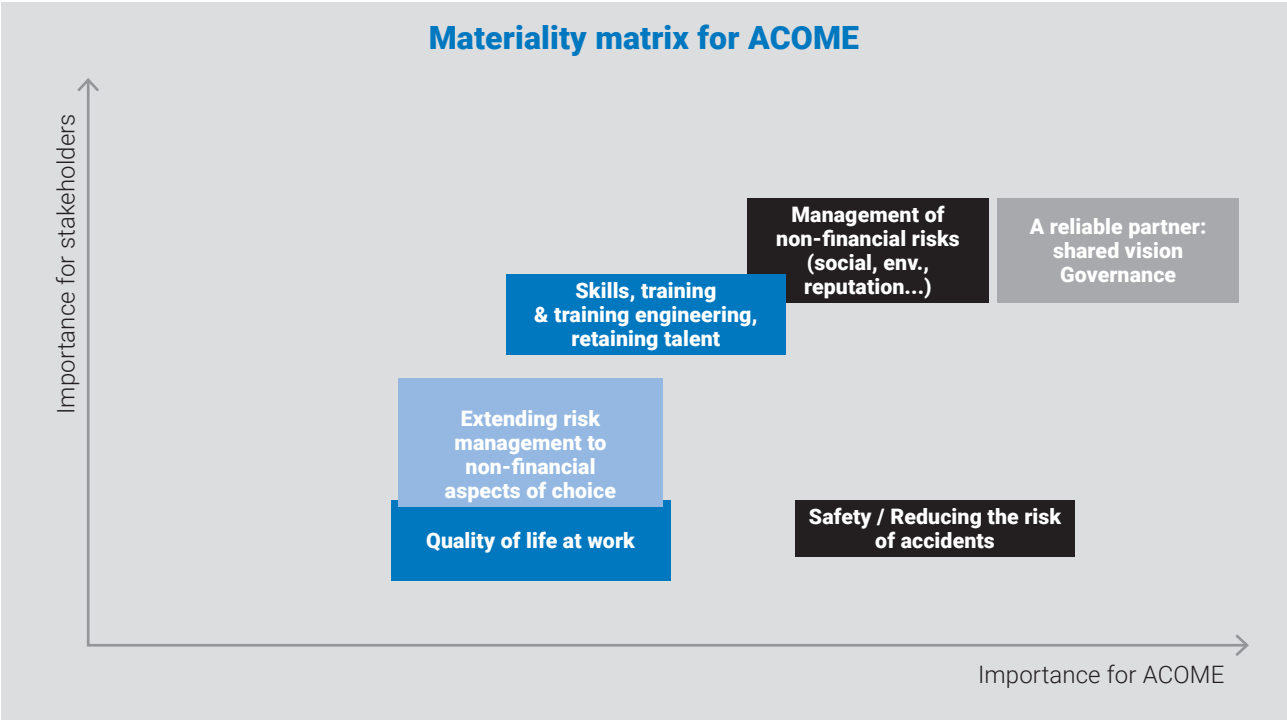 Materiality matrix for ACOME
Importance for stakeholders
Management of
non-financial risks
(social, env.,
reputation...)
A reliable partner:
shared vision
Governance
Skills, training
& training engineering,
retaining talent
Extending risk
management to
non-financial
aspects of choice
Quality of life at work
Safety / Reducing the risk
of accidents
Importance for ACOME